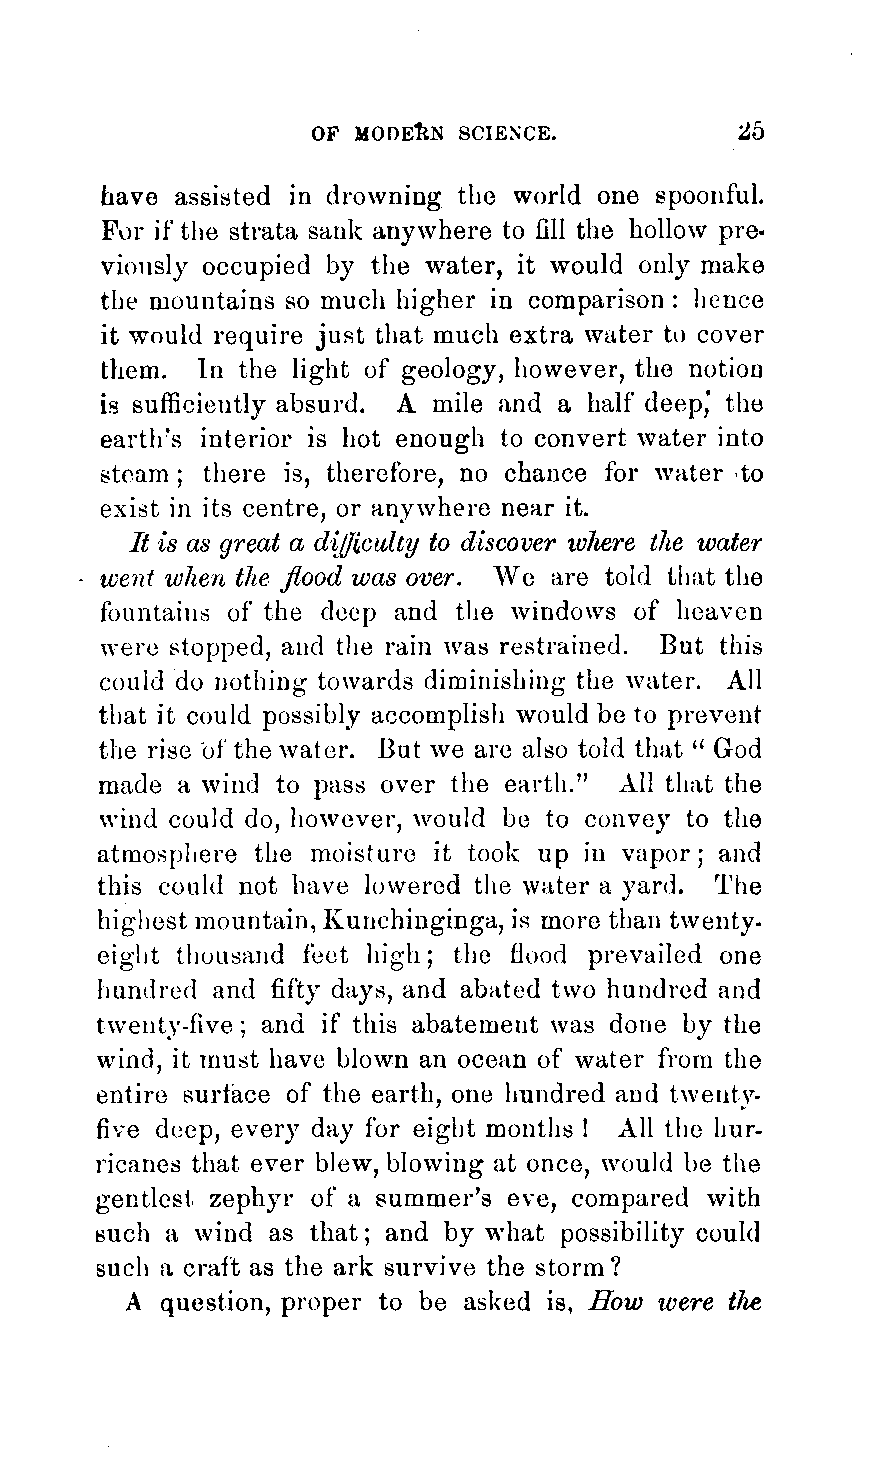 OF MODERN SCIENCE. 25
have assisted in drowning the world one spoonful.
For if the strata sank anywhere to fill the hollow pre-
viously occupied by the water, it would only make
the mountains so much higher in comparison : hence
it would require just that much extra water to cover
them. In the light of geology, however, the notion
is sufficiently absurd. A mile and a half deep, the
earth's interior is hot enough to convert water into
steam ; there is, therefore, no chance for water to
exist in its centre, or anywhere near it.
It is as great a difficulty to discover where the water
went when the flood was over. We are told that the
fountains of the deep and the windows of heaven
were stopped, and the rain was restrained. But this
could do nothing towards diminishing the water. All
that it could possibly accomplish would be to prevent
the rise of the water. But we are also told that “ God
made a wind to pass over the earth.” All that the
wind could do, however, would be to convey to the
atmosphere the moisture it took up in vapor ; and
this could not have lowered the water a yard. The
highest mountain, Kunchinginga, is more than twenty-
eight thousand feet high ; the flood prevailed one
hundred and fifty days, and abated two hundred and
twenty-five ; and if this abatement was done by the
wind, it must have blown an ocean of water from the
entire surface of the earth, one hundred and twenty-
five deep, every day for eight months ! All the hur-
ricanes that ever blew, blowing at once, would be the
gentlest zephyr of a summer's eve, compared with
such a wind as that ; and by what possibility could
such a craft as the ark survive the storm ?
A question, proper to be asked is, How were the